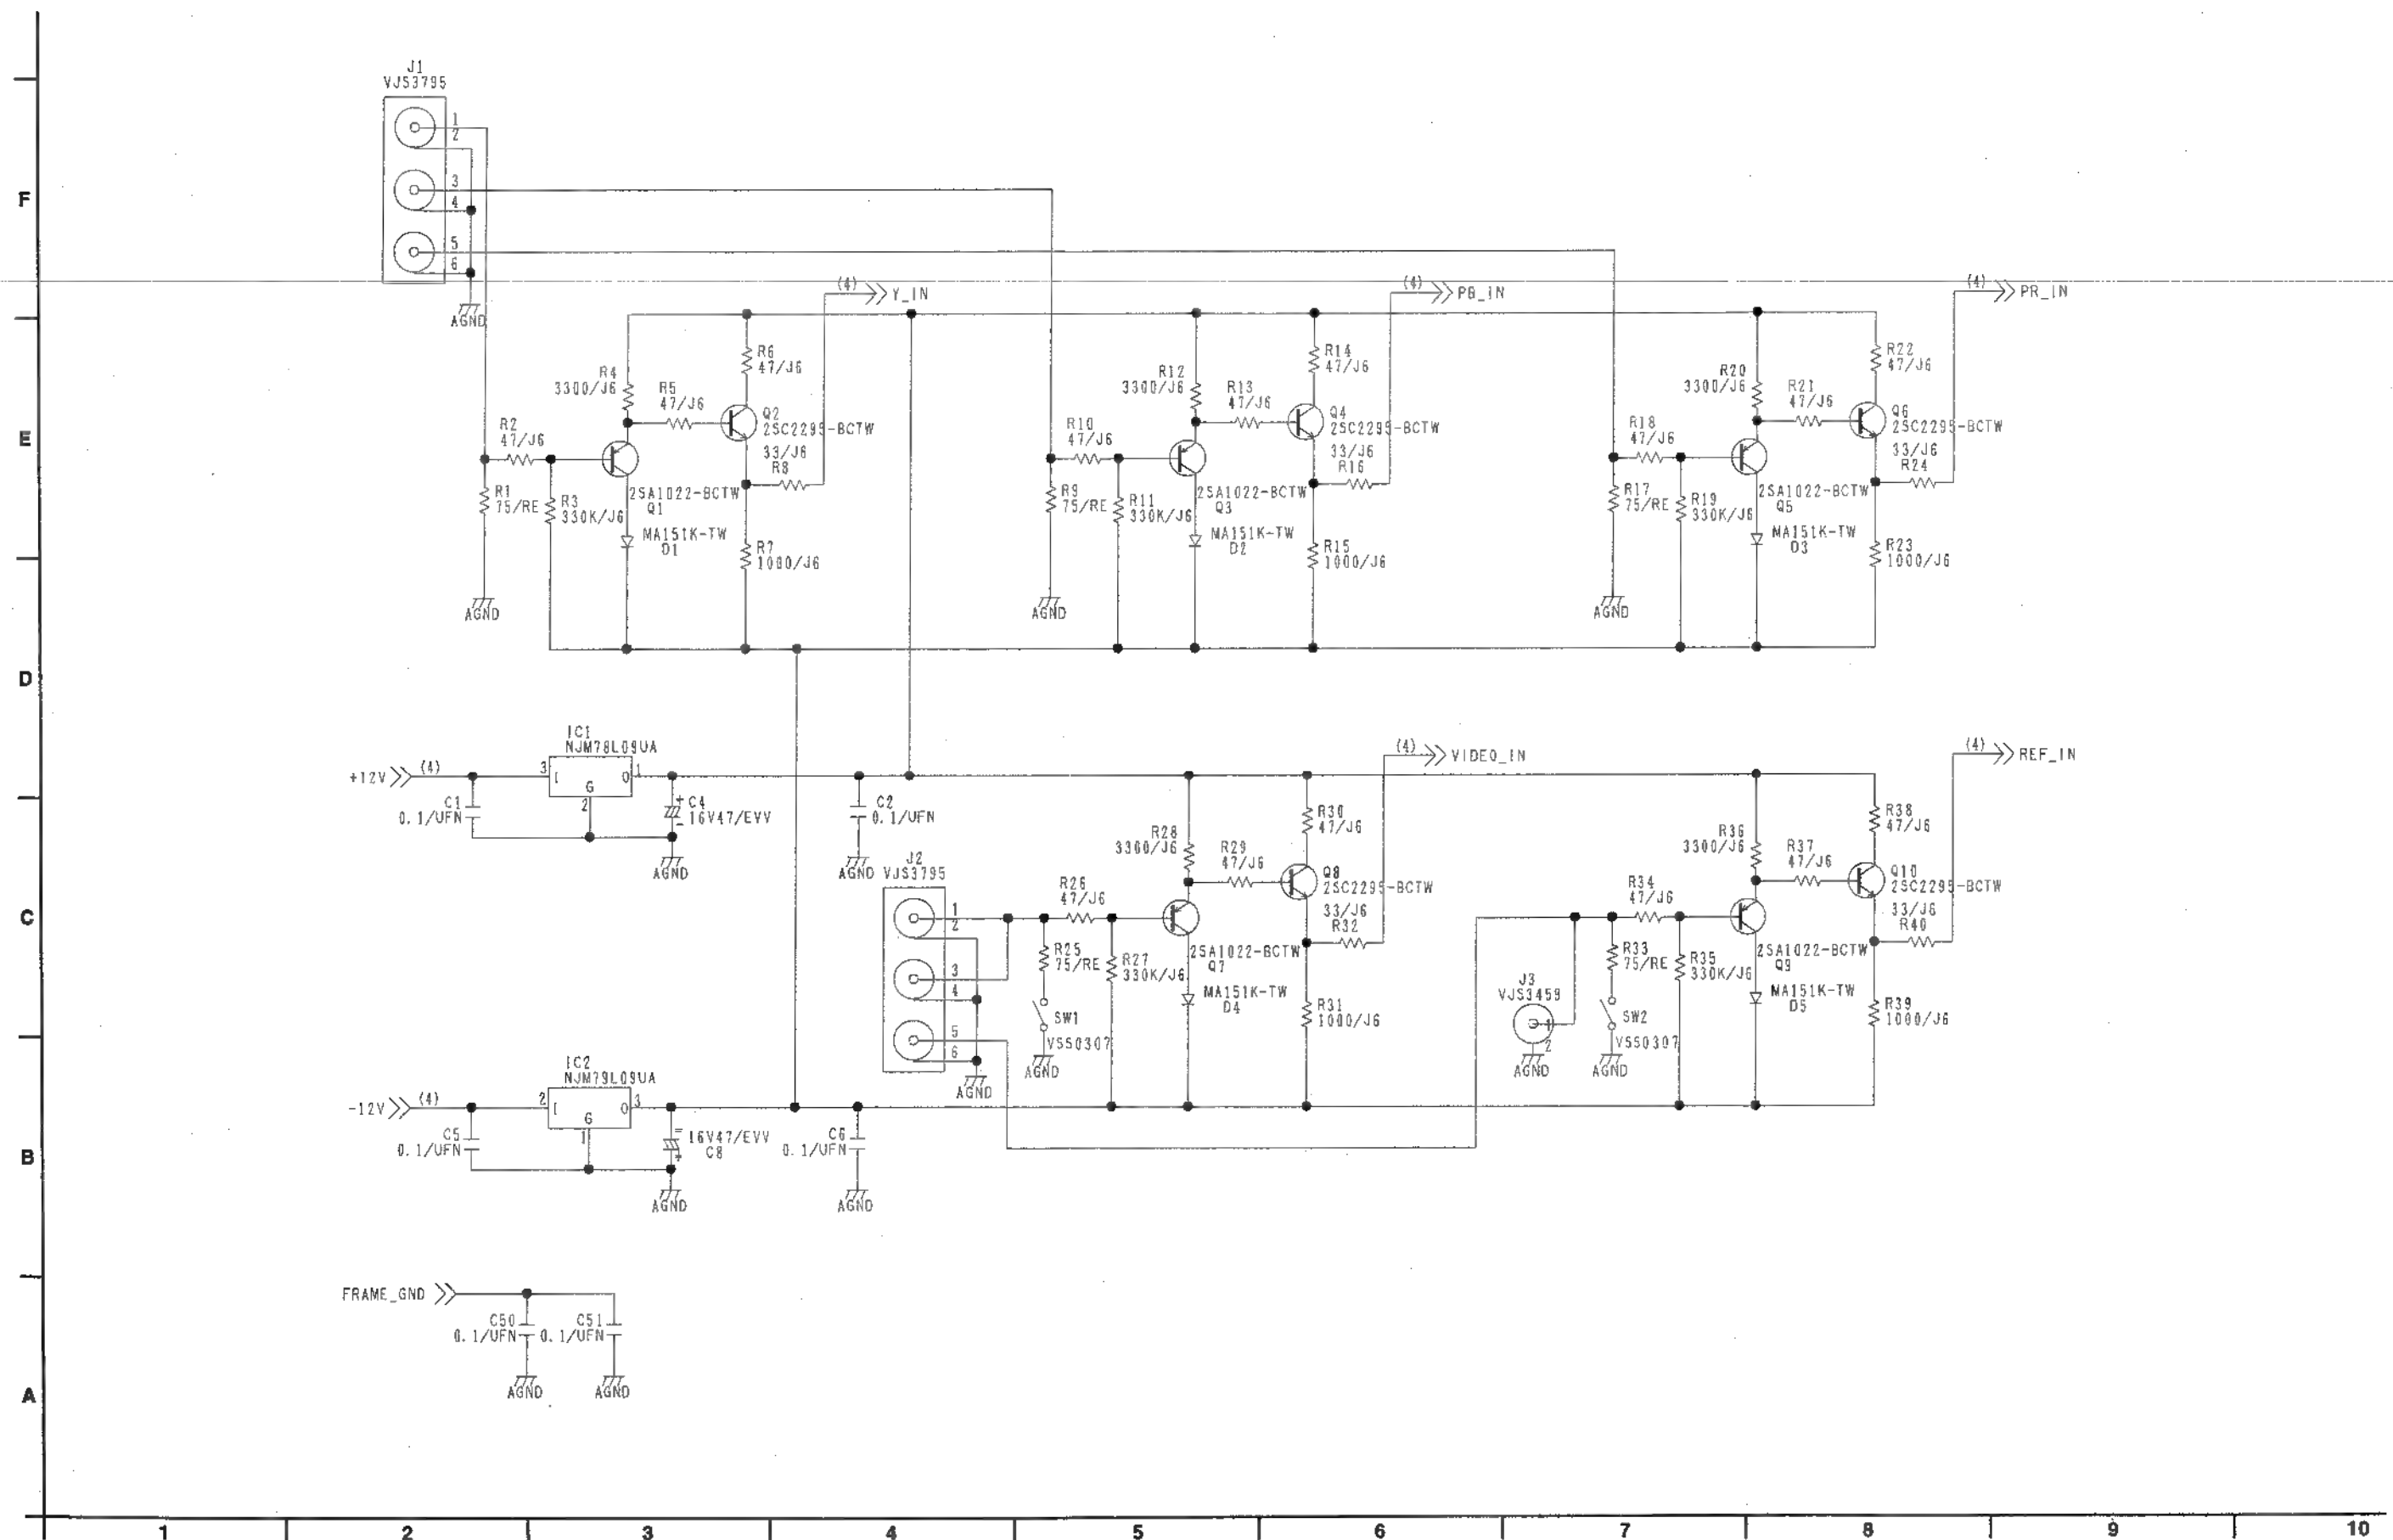 J1
VJS3795
1
2
3
4
5
6
AGND
F
(4) Y_IN
(4) PB_IN
(4) PR_IN
R4
3300/J6
R5
47/J6
R6
47/J6
Q2
2SC2295-BCTW
33/J6
R8
R2
47/J6
R1
75/RE
R3
330K/J6
2SA1022-BCTW
Q1
MA151K-TW
D1
R7
1000/J6
AGND
R12
3300/J6
R13
47/J6
R14
47/J6
Q4
2SC2295-BCTW
33/J6
R16
R10
47/J6
R9
75/RE
R11
330K/J6
2SA1022-BCTW
Q3
MA151K-TW
D2
R15
1000/J6
AGND
R20
3300/J6
R21
47/J6
R22
47/J6
Q6
2SC2295-BCTW
33/J6
R24
R18
47/J6
R17
75/RE
R19
330K/J6
2SA1022-BCTW
Q5
MA151K-TW
D3
R23
1000/J6
AGND
E
D
IC1
NJM78L09UA
+12V (4)
3
I
G
O
1
2
C1
0.1/UFN
+
C4
-
16V47/EVV
AGND
C2
0.1/UFN
AGND
J2
VJS3795
1
2
3
4
5
6
AGND
(4) VIDEO_IN
(4) REF_IN
R28
3300/J6
R29
47/J6
R30
47/J6
Q8
2SC2295-BCTW
33/J6
R32
R26
47/J6
R25
75/RE
R27
330K/J6
2SA1022-BCTW
Q7
MA151K-TW
D4
R31
1000/J6
SW1
VSS0307
AGND
R36
3300/J6
R37
47/J6
R38
47/J6
Q10
2SC2295-BCTW
33/J6
R40
R34
47/J6
R33
75/RE
R35
330K/J6
2SA1022-BCTW
Q9
MA151K-TW
D5
R39
1000/J6
J3
VJS3459
1
2
AGND
SW2
VSS0307
AGND
C
IC2
NJM79L09UA
-12V (4)
2
I
G
O
3
1
C5
0.1/UFN
-
16V47/EVV
C8
+
AGND
C6
0.1/UFN
AGND
B
FRAME_GND
C50
0.1/UFN
C51
0.1/UFN
AGND
AGND
A
1 2 3 4 5 6 7 8 9 10